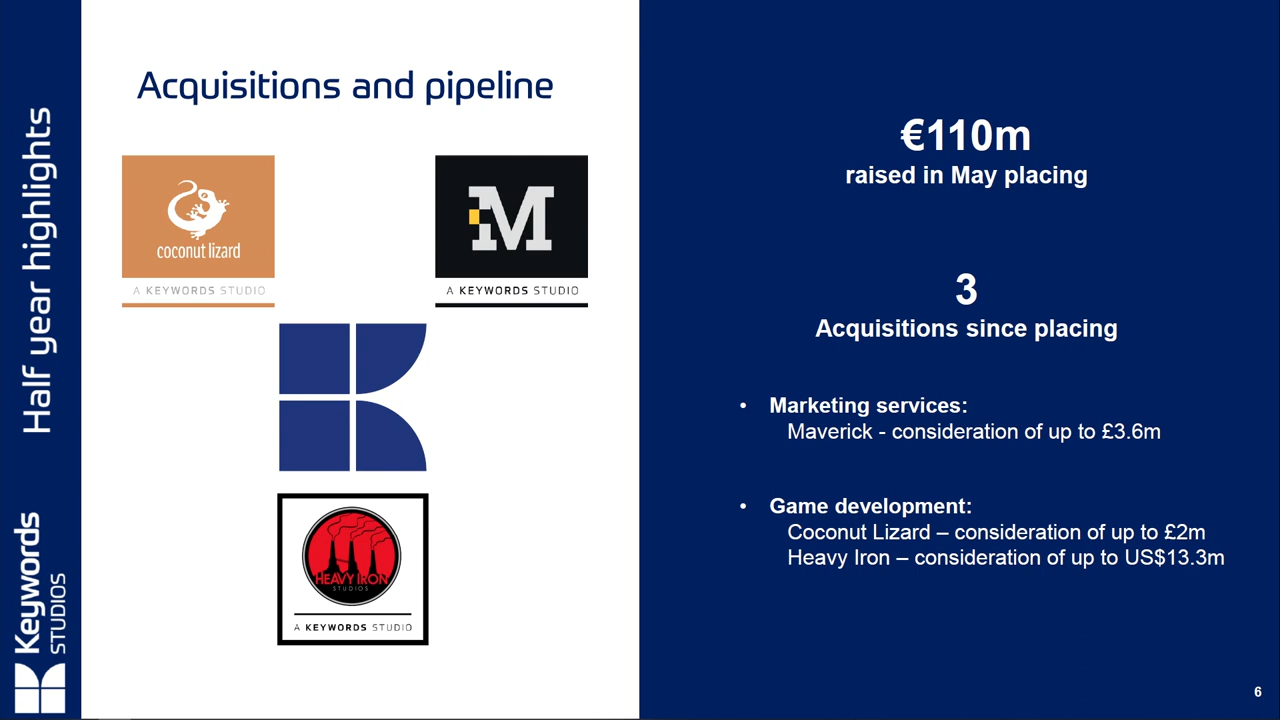 Half year highlights
Keywords
STUDIOS
Acquisitions and pipeline
coconut lizard
A KEYWORDS STUDIO
M
A KEYWORDS STUDIO
HEAVY IRON
STUDIOS
A KEYWORDS STUDIO
€110m
raised in May placing
3
Acquisitions since placing
• Marketing services:
Maverick - consideration of up to £3.6m
• Game development:
Coconut Lizard – consideration of up to £2m
Heavy Iron – consideration of up to US$13.3m
6